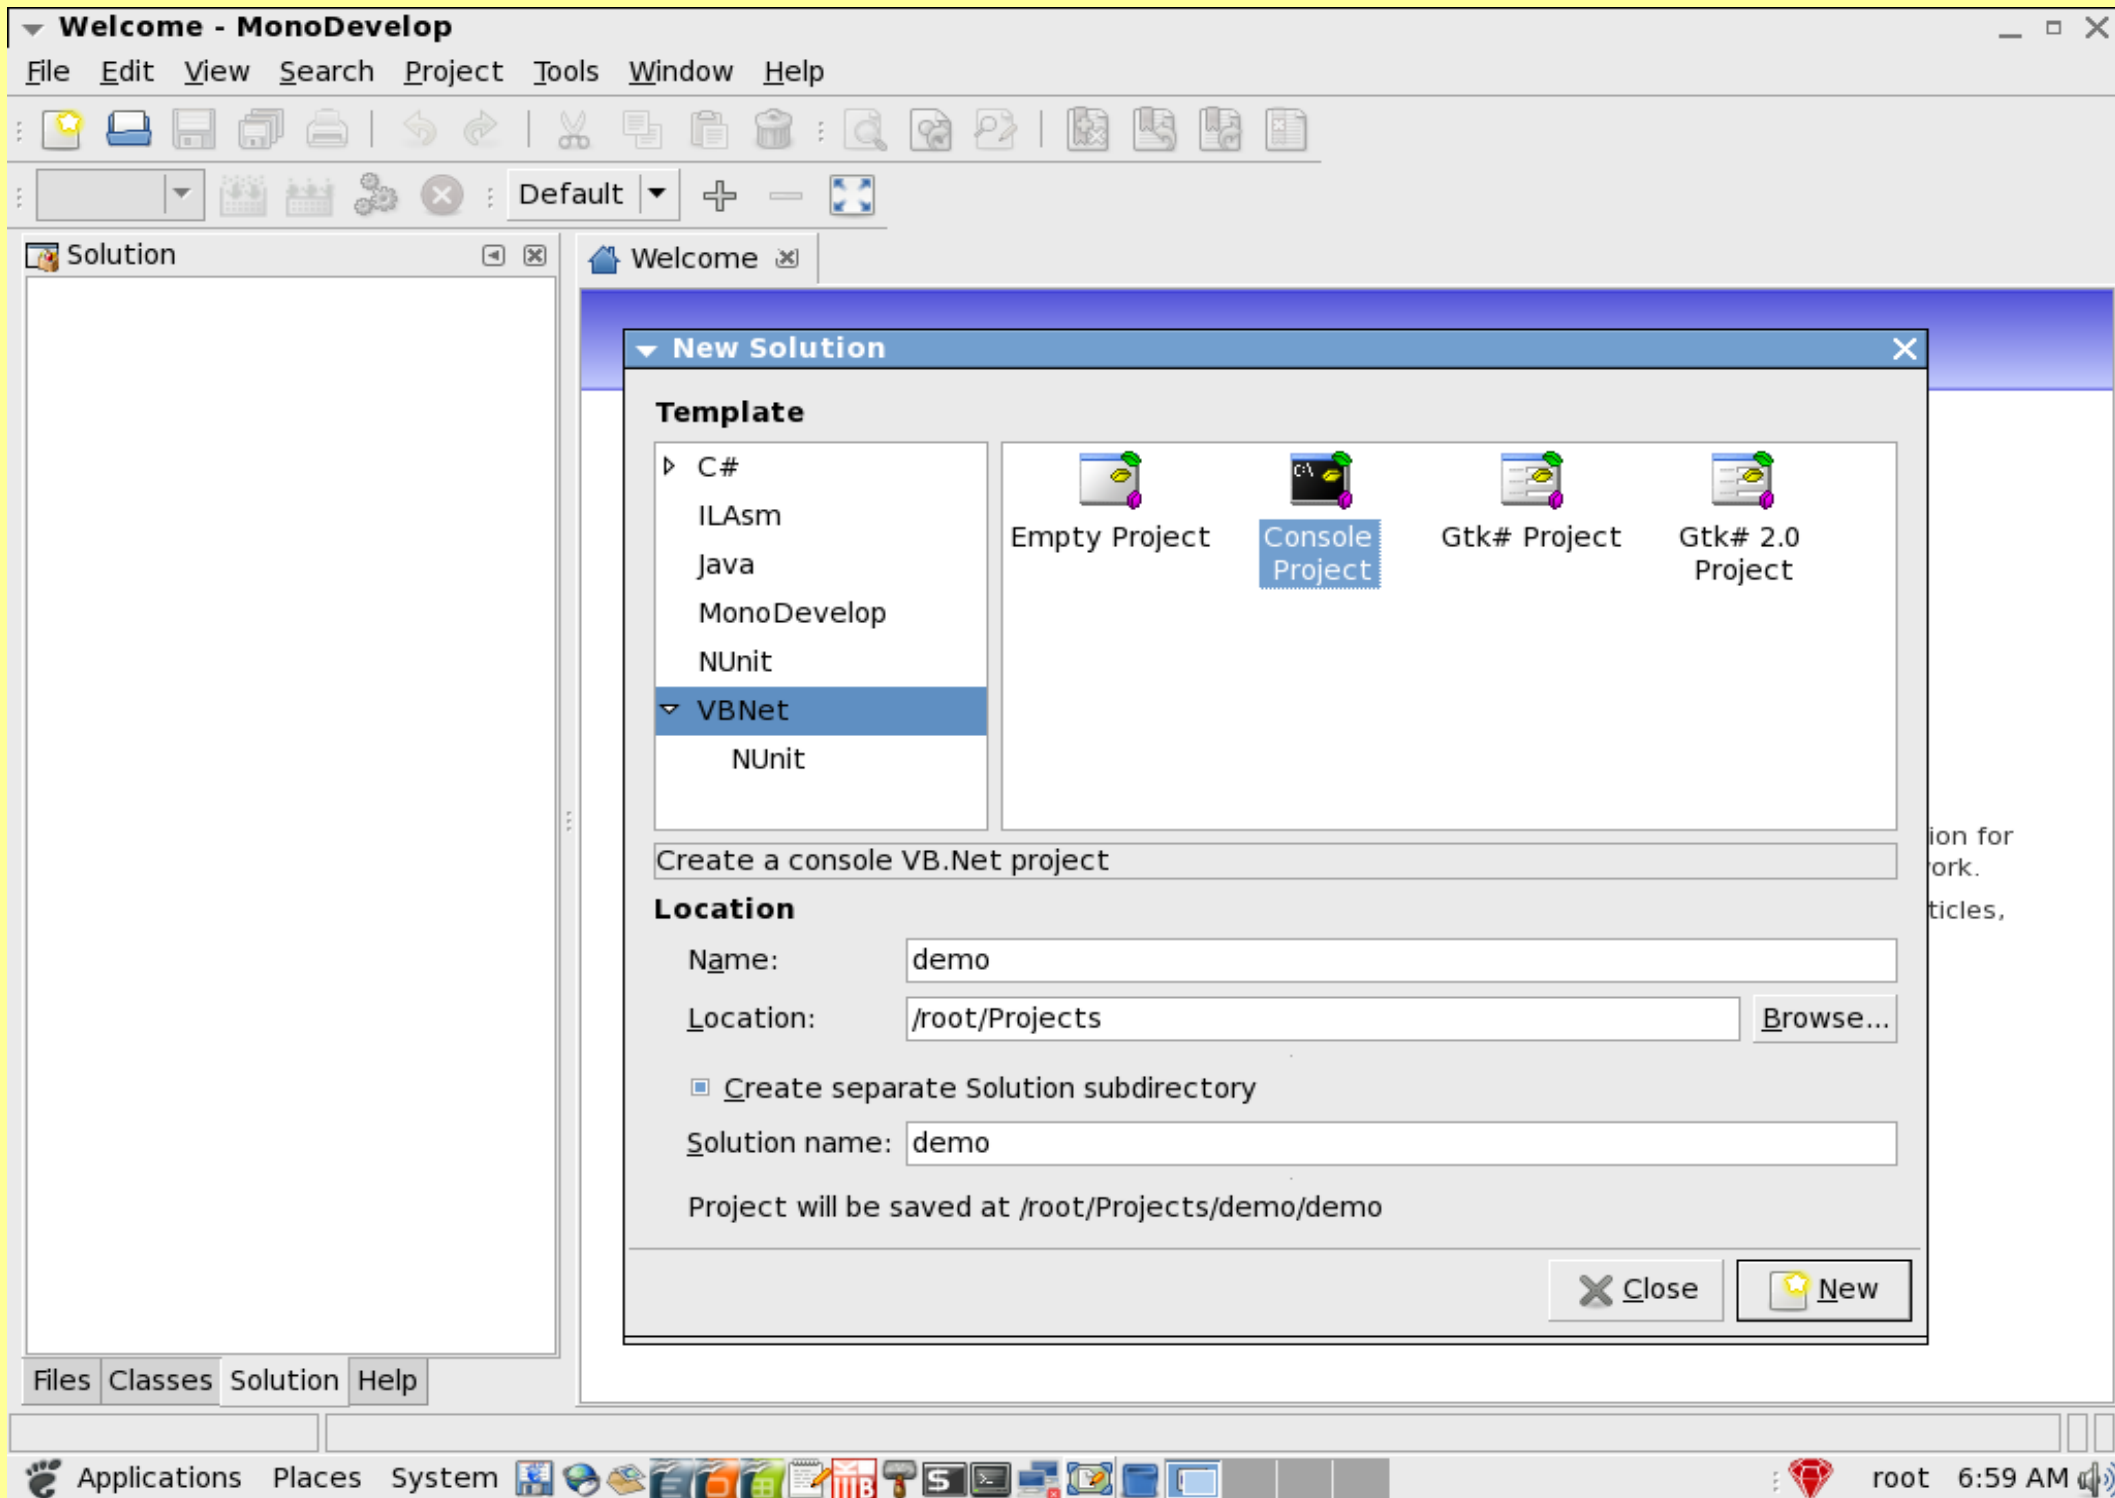 Welcome - MonoDevelop
File Edit View Search Project Tools Window Help
Default
Solution
Welcome
New Solution
Template
C#
ILAsm
Java
MonoDevelop
NUnit
VBNet
NUnit
Empty Project
Console Project
Gtk# Project
Gtk# 2.0 Project
Create a console VB.Net project
ion for
ork.
ticles,
Location
Name: demo
Location: /root/Projects Browse...
Create separate Solution subdirectory
Solution name: demo
Project will be saved at /root/Projects/demo/demo
Close New
Files Classes Solution Help
Applications Places System root 6:59 AM